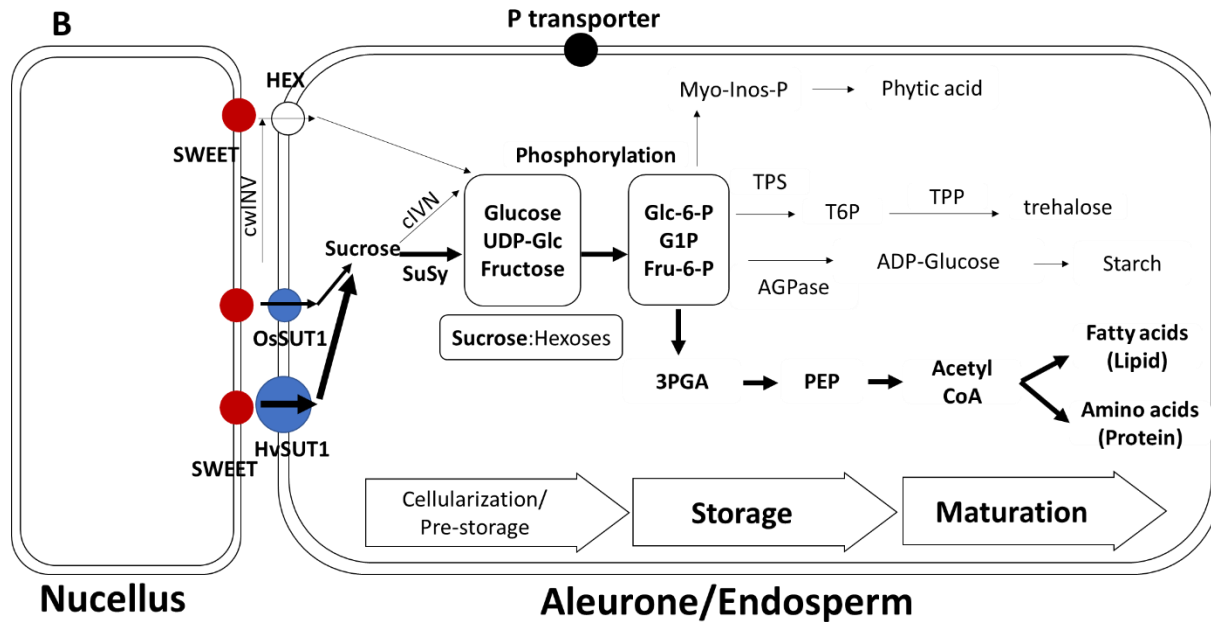 B
P transporter
HEX
SWEET
cwINV
Myo-Inos-P
Phytic acid
Phosphorylation
cIVN
Sucrose
SuSy
Glucose
UDP-Glc
Fructose
Glc-6-P
G1P
Fru-6-P
TPS
T6P
TPP
trehalose
AGPase
ADP-Glucose
Starch
OsSUT1
Sucrose:Hexoses
3PGA
PEP
Acetyl
CoA
Fatty acids
(Lipid)
Amino acids
(Protein)
HvSUT1
SWEET
Cellularization/
Pre-storage
Storage
Maturation
Nucellus
Aleurone/Endosperm